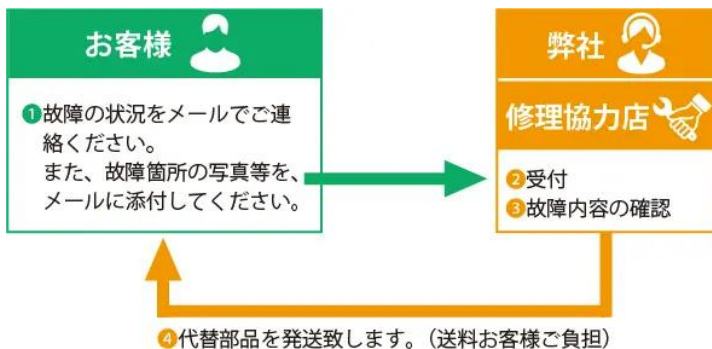 お客様
❶故障の状況をメールでご連
絡ください。
また、故障箇所の写真等を、
メールに添付してください。
弊社
修理協力店
❷受付
❸故障内容の確認
❹代替部品を発送致します。（送料お客様ご負担）